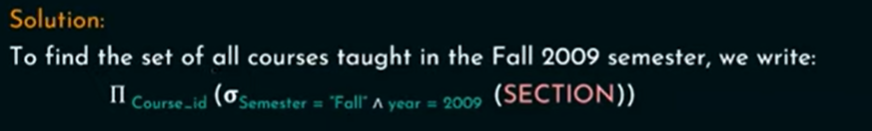 Solution:
To find the set of all courses taught in the Fall 2009 semester, we write:
Π Course_id (σ Semester = "Fall" ∧ year = 2009 (SECTION))